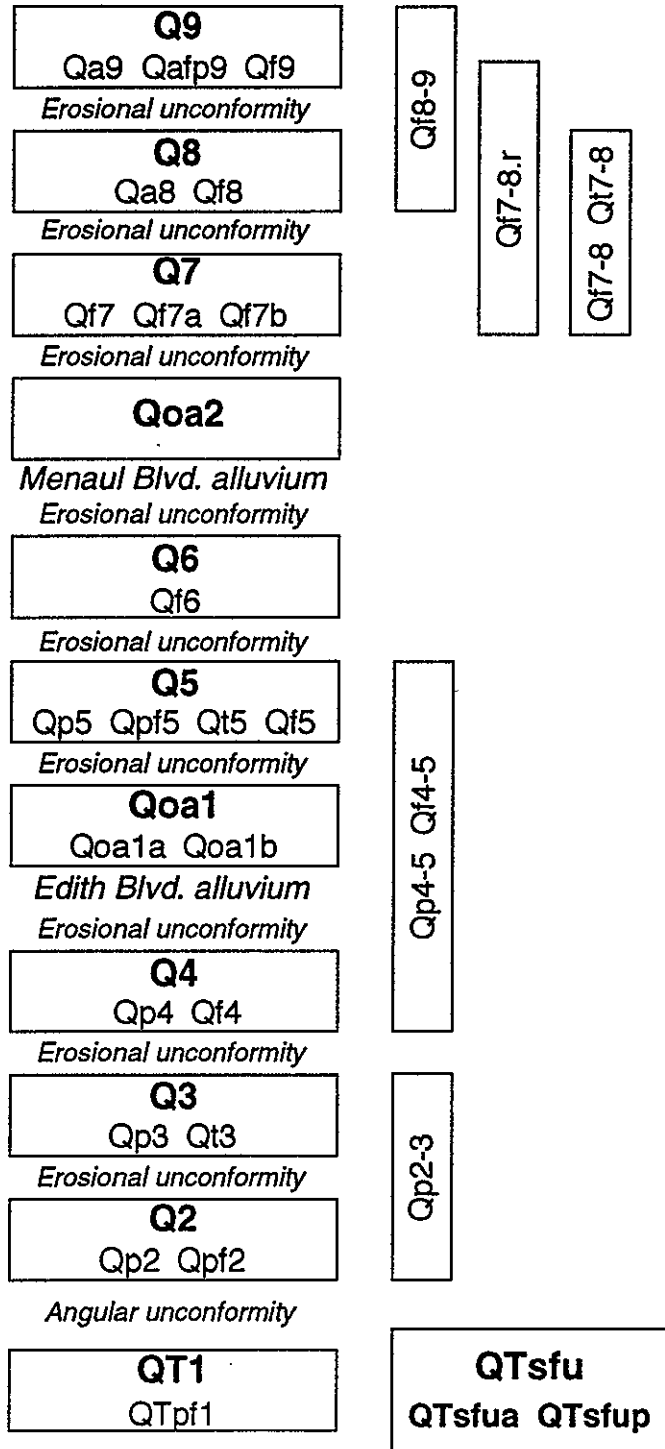 Q9
Qa9 Qafp9 Qf9
Erosional unconformity
Q8
Qa8 Qf8
Erosional unconformity
Q7
Qf7 Qf7a Qf7b
Erosional unconformity
Qoa2
Menaul Blvd. alluvium
Erosional unconformity
Q6
Qf6
Erosional unconformity
Q5
Qp5 Qpf5 Qt5 Qf5
Erosional unconformity
Qoa1
Qoa1a Qoa1b
Edith Blvd. alluvium
Erosional unconformity
Q4
Qp4 Qf4
Erosional unconformity
Q3
Qp3 Qt3
Erosional unconformity
Q2
Qp2 Qpf2
Angular unconformity
QT1
QTpf1
Qf8-9
Qf7-8.r
Qf7-8 Qt7-8
Qp4-5 Qf4-5
Qp2-3
QTsfu
QTsfua QTsfup